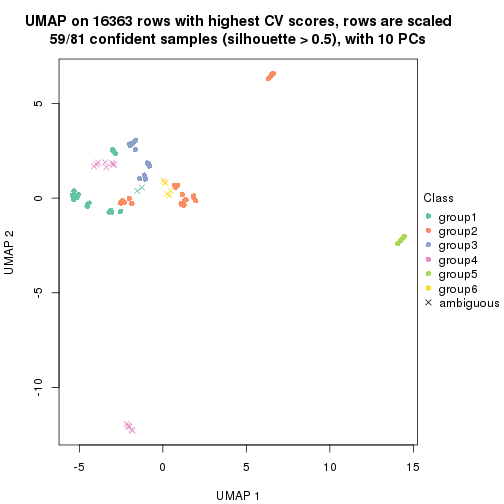 UMAP on 16363 rows with highest CV scores, rows are scaled
59/81 confident samples (silhouette > 0.5), with 10 PCs
5
0
-5
-10
UMAP 2
-5
0
5
10
15
UMAP 1
Class
group1
group2
group3
group4
group5
group6
ambiguous